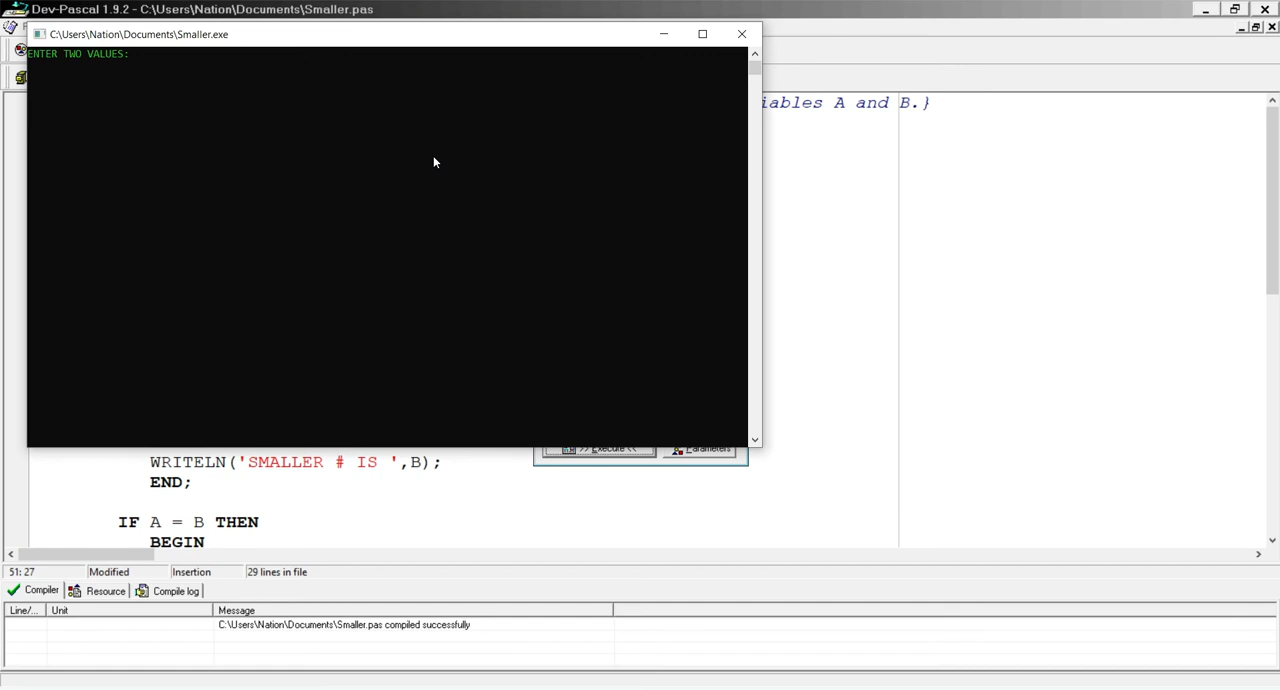 Dev-Pascal 1.9.2 - C:\Users\Nation\Documents\Smaller.pas
C:\Users\Nation\Documents\Smaller.exe
ENTER TWO VALUES:
iables A and B.}
>> Execute <<
Parameters
WRITELN('SMALLER # IS ',B);
END;
IF A = B THEN
BEGIN
51: 27 Modified Insertion 29 lines in file
Compiler Resource Compile log
Line/... Unit Message
C:\Users\Nation\Documents\Smaller.pas compiled successfully